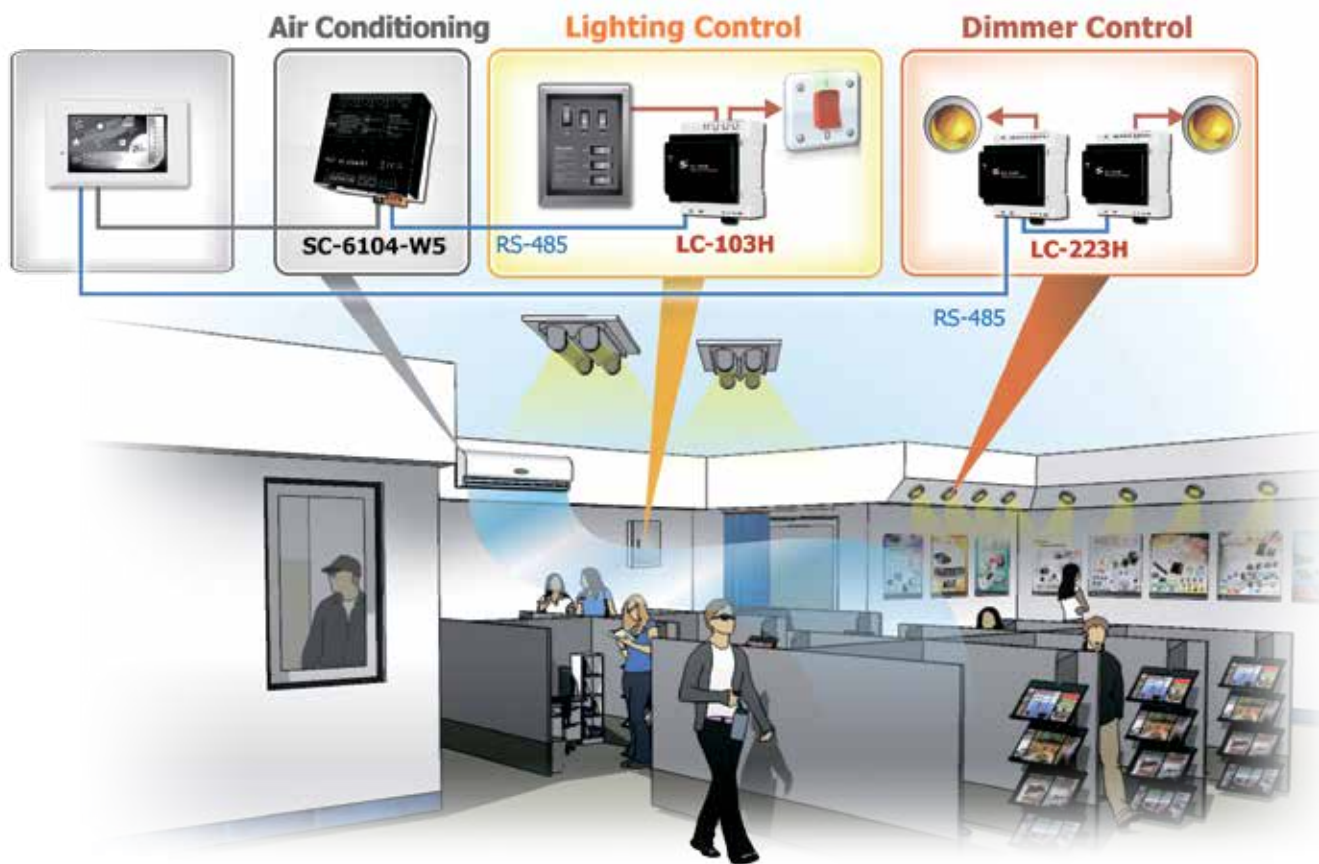 Air Conditioning
Lighting Control
Dimmer Control
SC-6104-W5
RS-485
LC-103H
LC-223H
RS-485